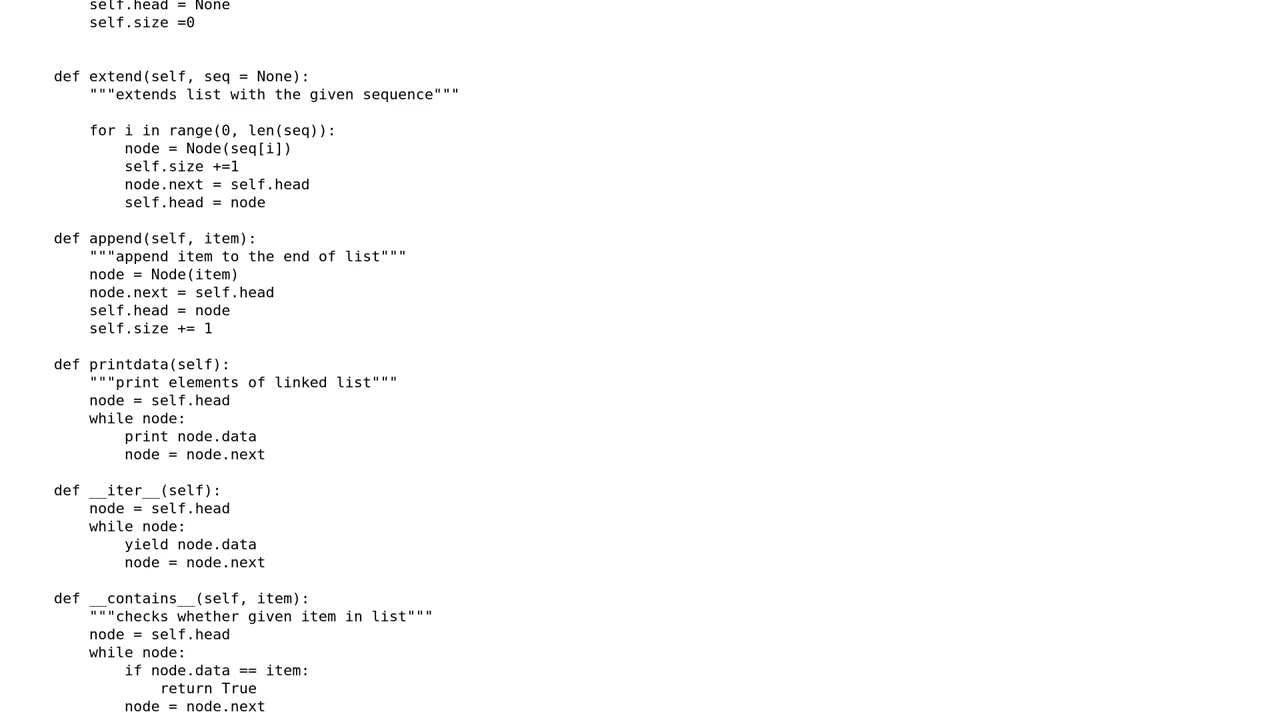 self.head = None
        self.size =0


    def extend(self, seq = None):
        """extends list with the given sequence"""

        for i in range(0, len(seq)):
            node = Node(seq[i])
            self.size +=1
            node.next = self.head
            self.head = node

    def append(self, item):
        """append item to the end of list"""
        node = Node(item)
        node.next = self.head
        self.head = node
        self.size += 1

    def printdata(self):
        """print elements of linked list"""
        node = self.head
        while node:
            print node.data
            node = node.next

    def __iter__(self):
        node = self.head
        while node:
            yield node.data
            node = node.next

    def __contains__(self, item):
        """checks whether given item in list"""
        node = self.head
        while node:
            if node.data == item:
                return True
            node = node.next